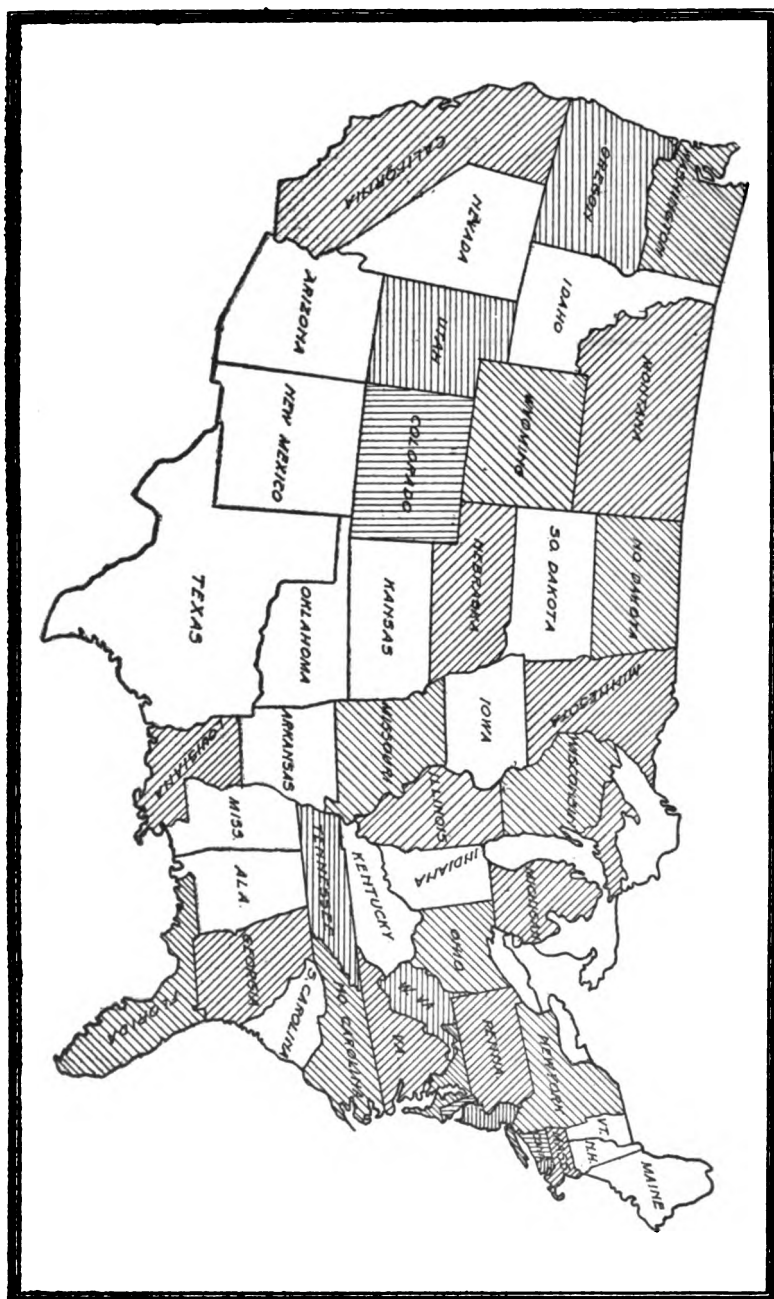 WASHINGTON
OREGON
CALIFORNIA
NEVADA
IDAHO
MONTANA
WYOMING
UTAH
ARIZONA
COLORADO
NEW MEXICO
NO. DAKOTA
SO. DAKOTA
NEBRASKA
KANSAS
OKLAHOMA
TEXAS
MINNESOTA
IOWA
MISSOURI
ARKANSAS
LOUISIANA
WISCONSIN
ILLINOIS
MICHIGAN
INDIANA
OHIO
KENTUCKY
TENNESSEE
MISS.
ALA.
GEORGIA
FLORIDA
S. CAROLINA
NO. CAROLINA
VA
W. VA
PENNA
NEW YORK
VT.
N.H.
MAINE
MASS